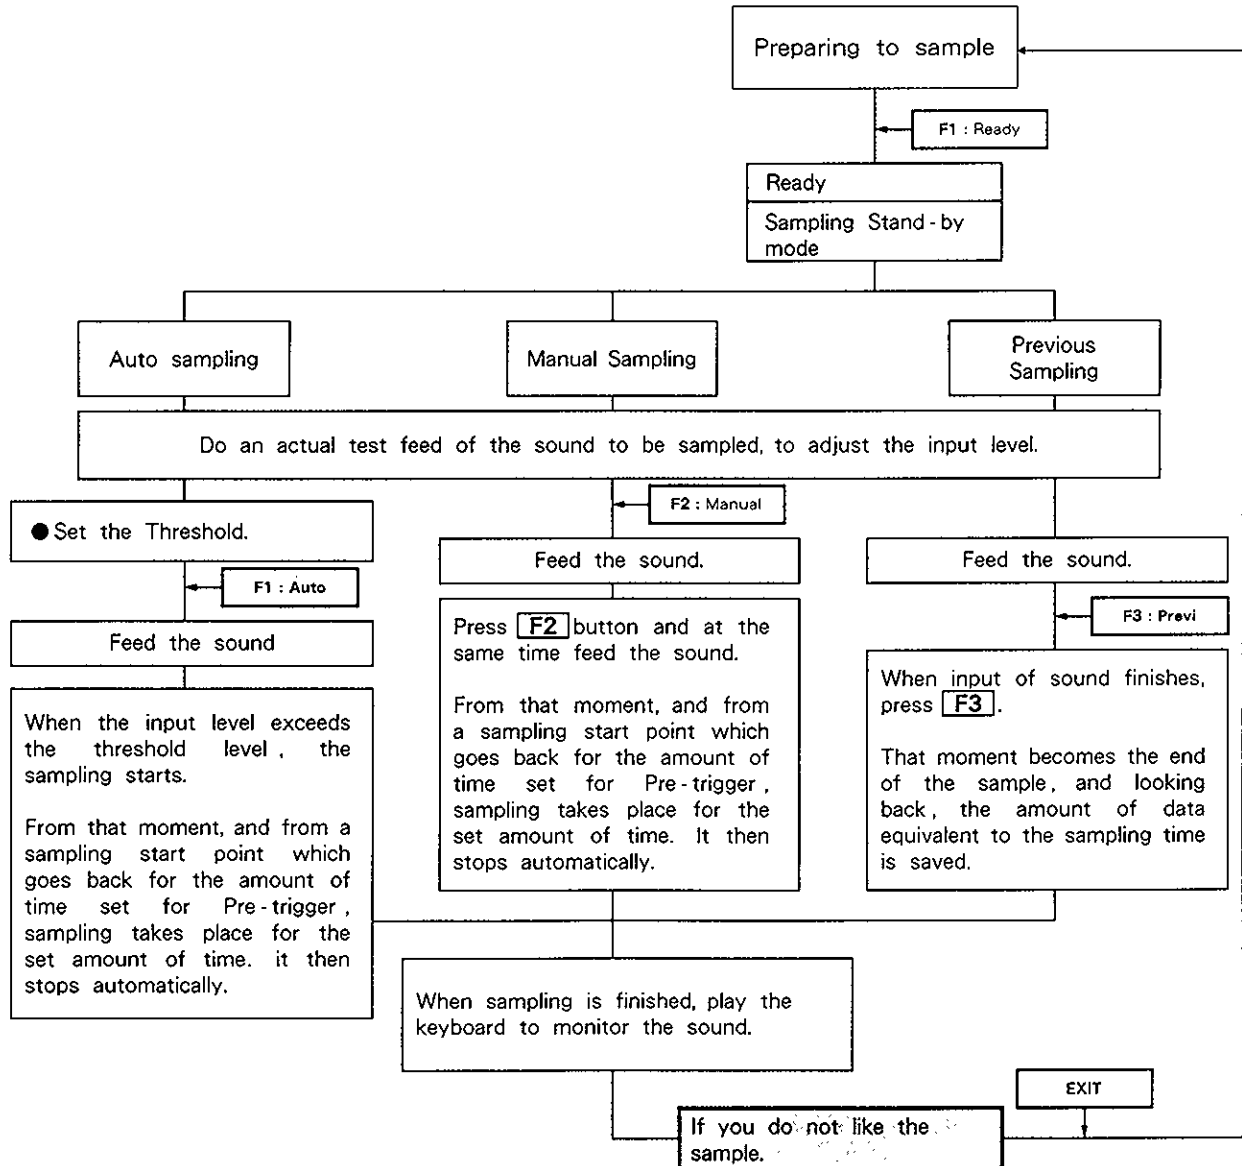 Preparing to sample
F1 : Ready
Ready
Sampling Stand-by
mode
Auto sampling
Manual Sampling
Previous
Sampling
Do an actual test feed of the sound to be sampled, to adjust the input level.
●Set the Threshold.
F1 : Auto
Feed the sound
When the input level exceeds
the threshold level, the
sampling starts.
From that moment, and from a
sampling start point which
goes back for the amount of
time set for Pre-trigger,
sampling takes place for the
set amount of time. it then
stops automatically.
F2 : Manual
Feed the sound.
Press F2 button and at the
same time feed the sound.
From that moment, and from
a sampling start point which
goes back for the amount of
time set for Pre-trigger,
sampling takes place for the
set amount of time. It then
stops automatically.
Feed the sound.
F3 : Previ
When input of sound finishes,
press F3.
That moment becomes the end
of the sample, and looking
back, the amount of data
equivalent to the sampling time
is saved.
When sampling is finished, play the
keyboard to monitor the sound.
EXIT
If you do not like the
sample.